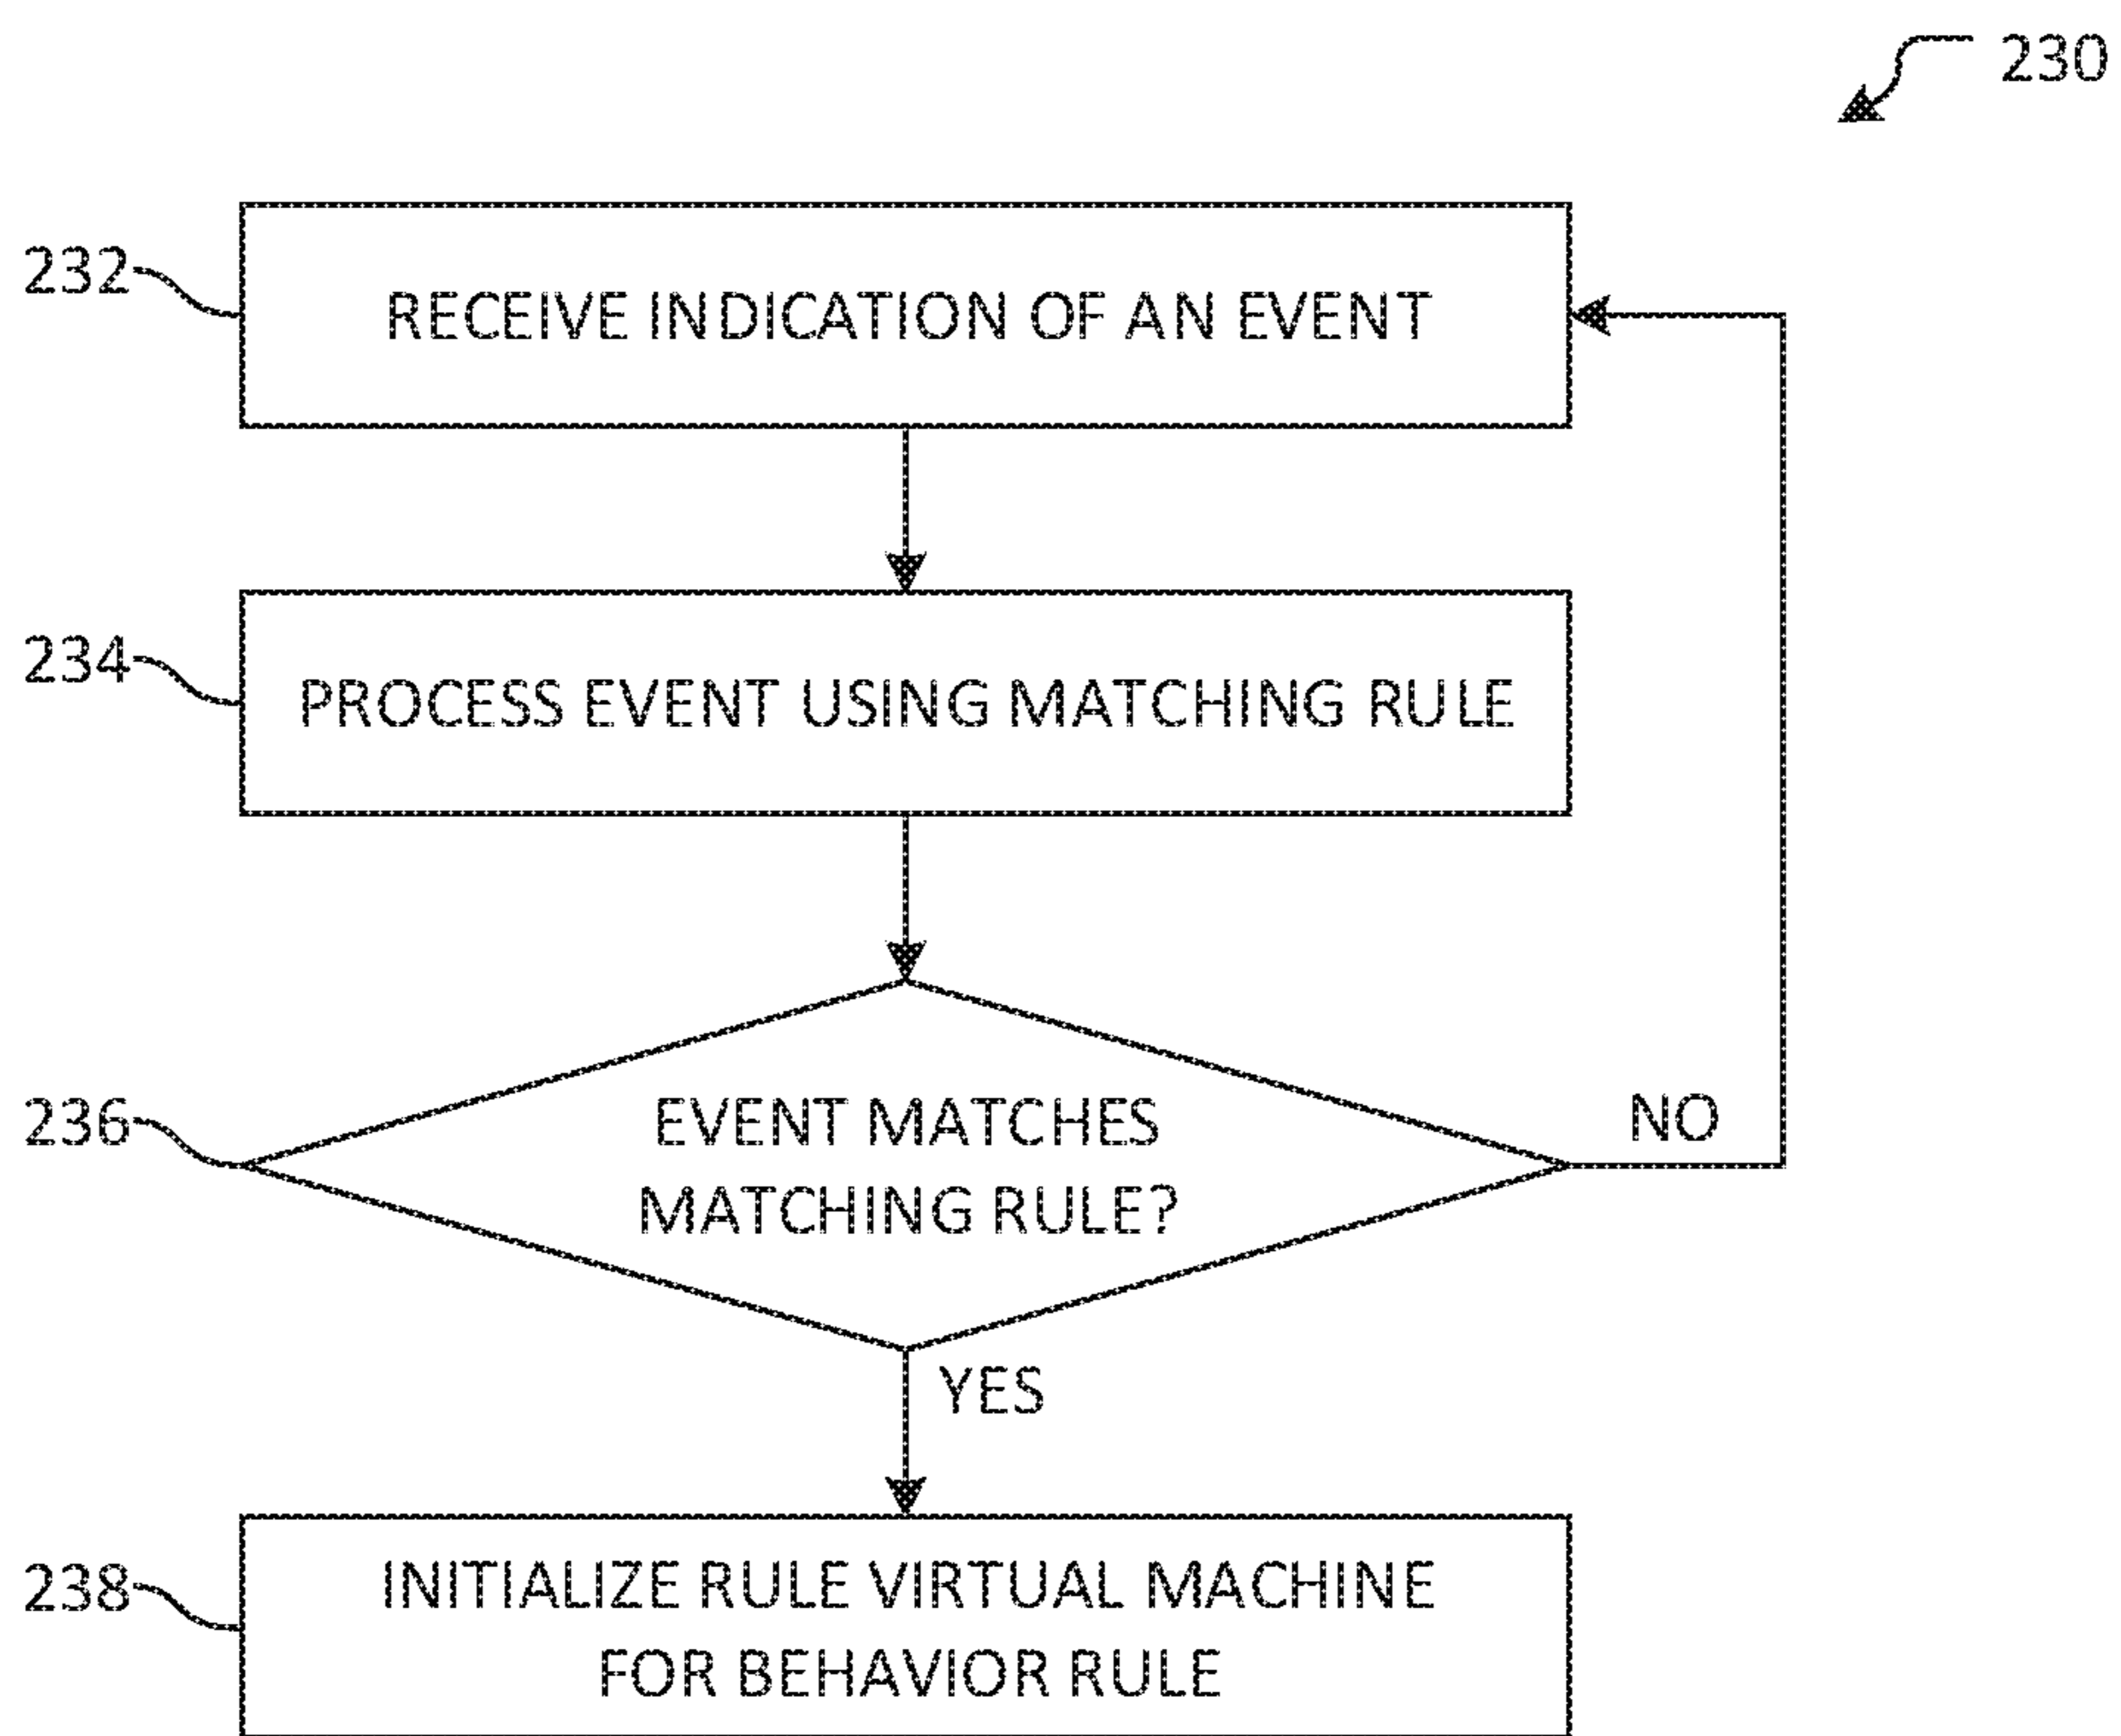 230
232
RECEIVE INDICATION OF AN EVENT
234
PROCESS EVENT USING MATCHING RULE
236
EVENT MATCHES
MATCHING RULE?
NO
YES
238
INITIALIZE RULE VIRTUAL MACHINE
FOR BEHAVIOR RULE